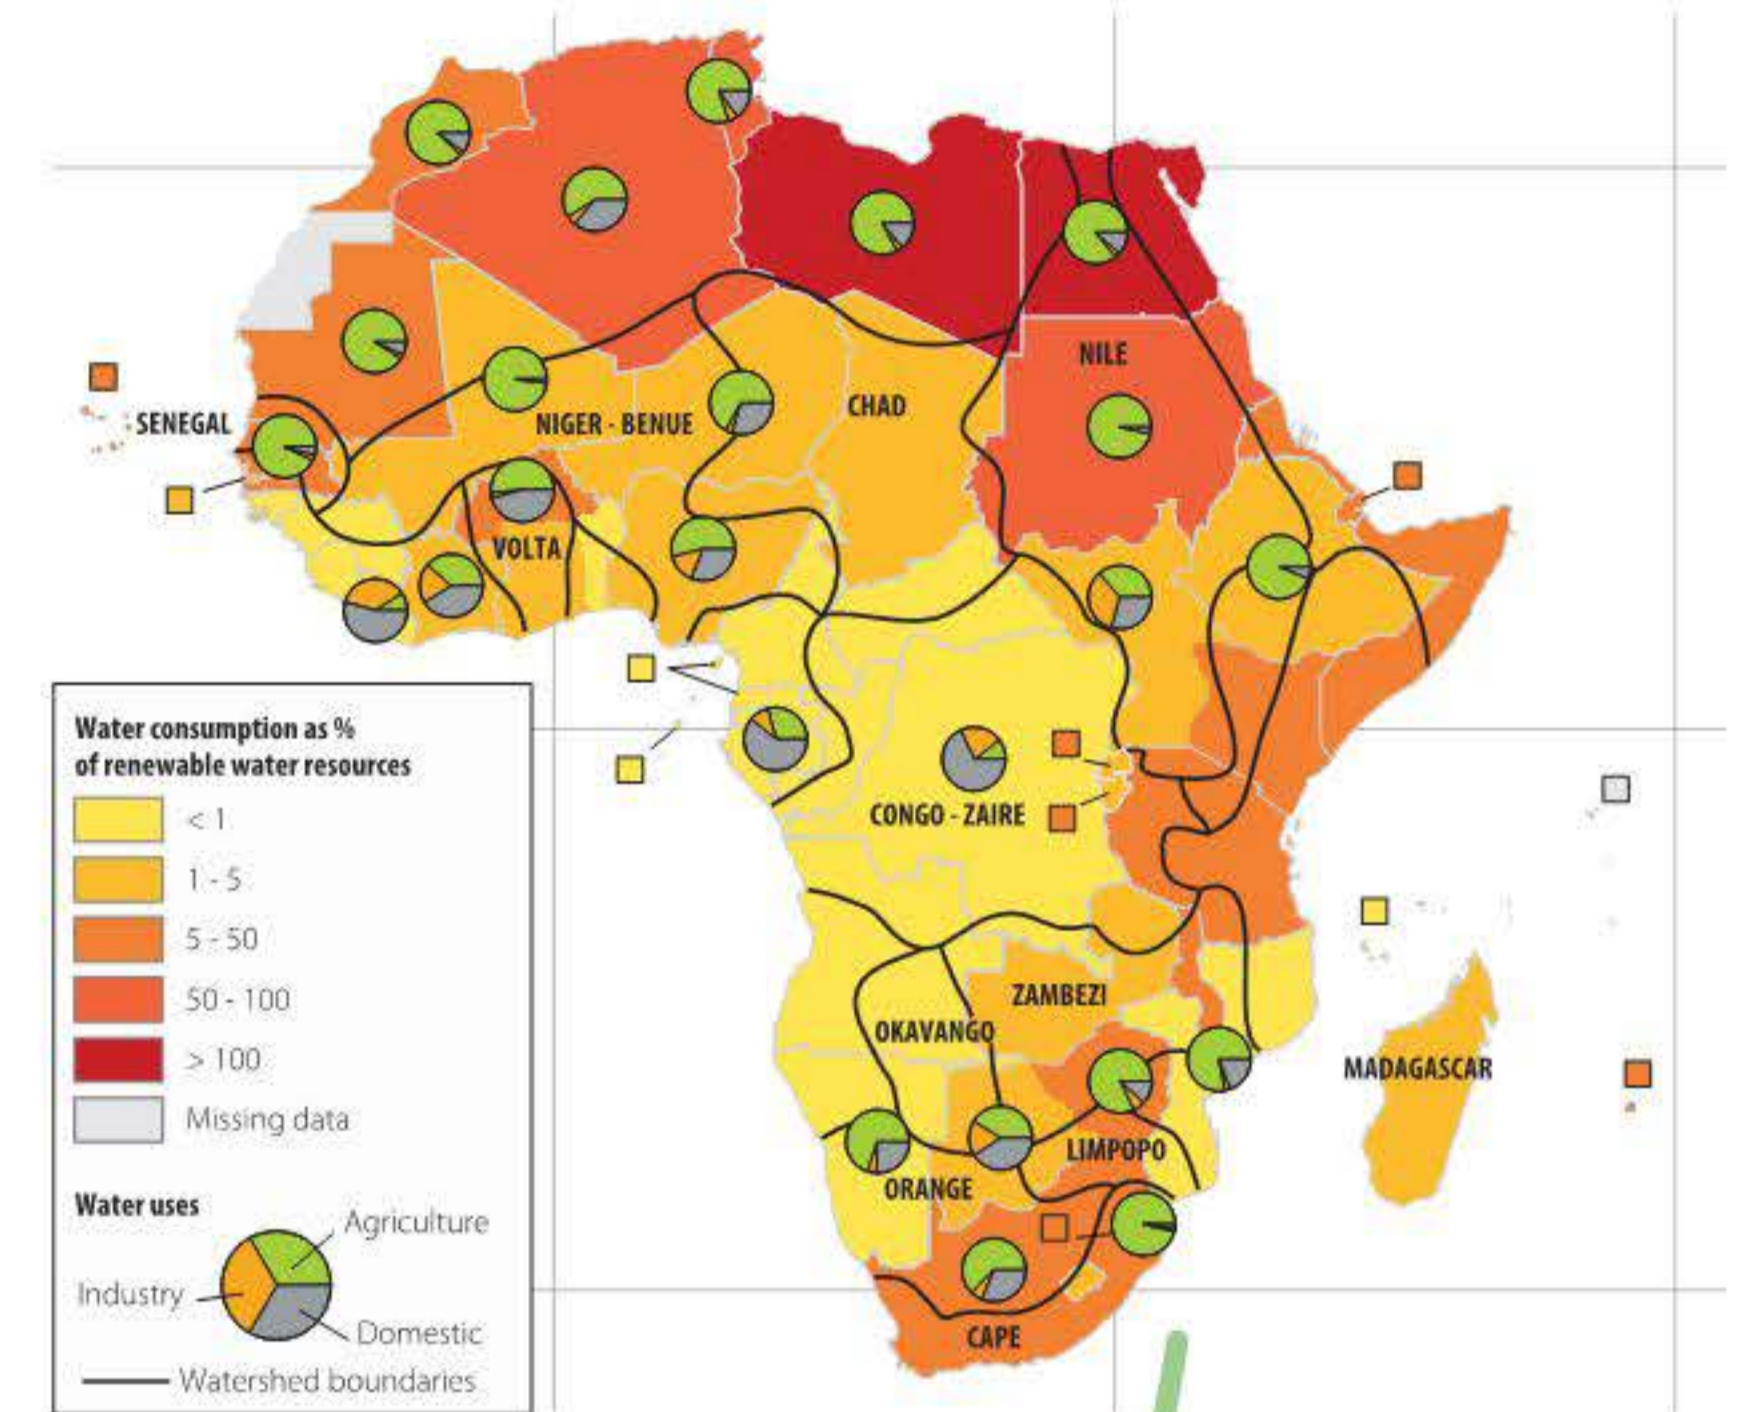 NILE
CHAD
SENEGAL
NIGER - BENUE
VOLTA
CONGO - ZAIRE
ZAMBEZI
OKAVANGO
MADAGASCAR
LIMPOPO
ORANGE
CAPE
Water consumption as %
of renewable water resources
< 1
1 - 5
5 - 50
50 - 100
> 100
Missing data
Water uses
Agriculture
Industry
Domestic
Watershed boundaries